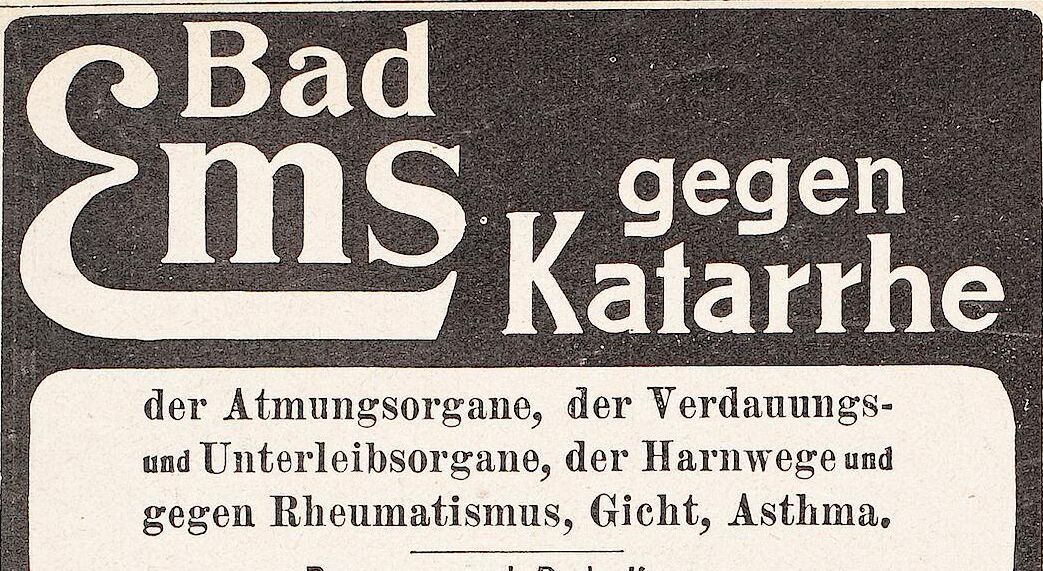 Bad
Ems
gegen
Katarrhe
der Atmungsorgane, der Verdauungs-
und Unterleibsorgane, der Harnwege und
gegen Rheumatismus, Gicht, Asthma.